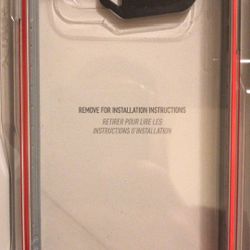 REMOVE FOR INSTALLATION INSTRUCTIONS
RETIRER POUR LIRE LES
INSTRUCTIONS D'INSTALLATION